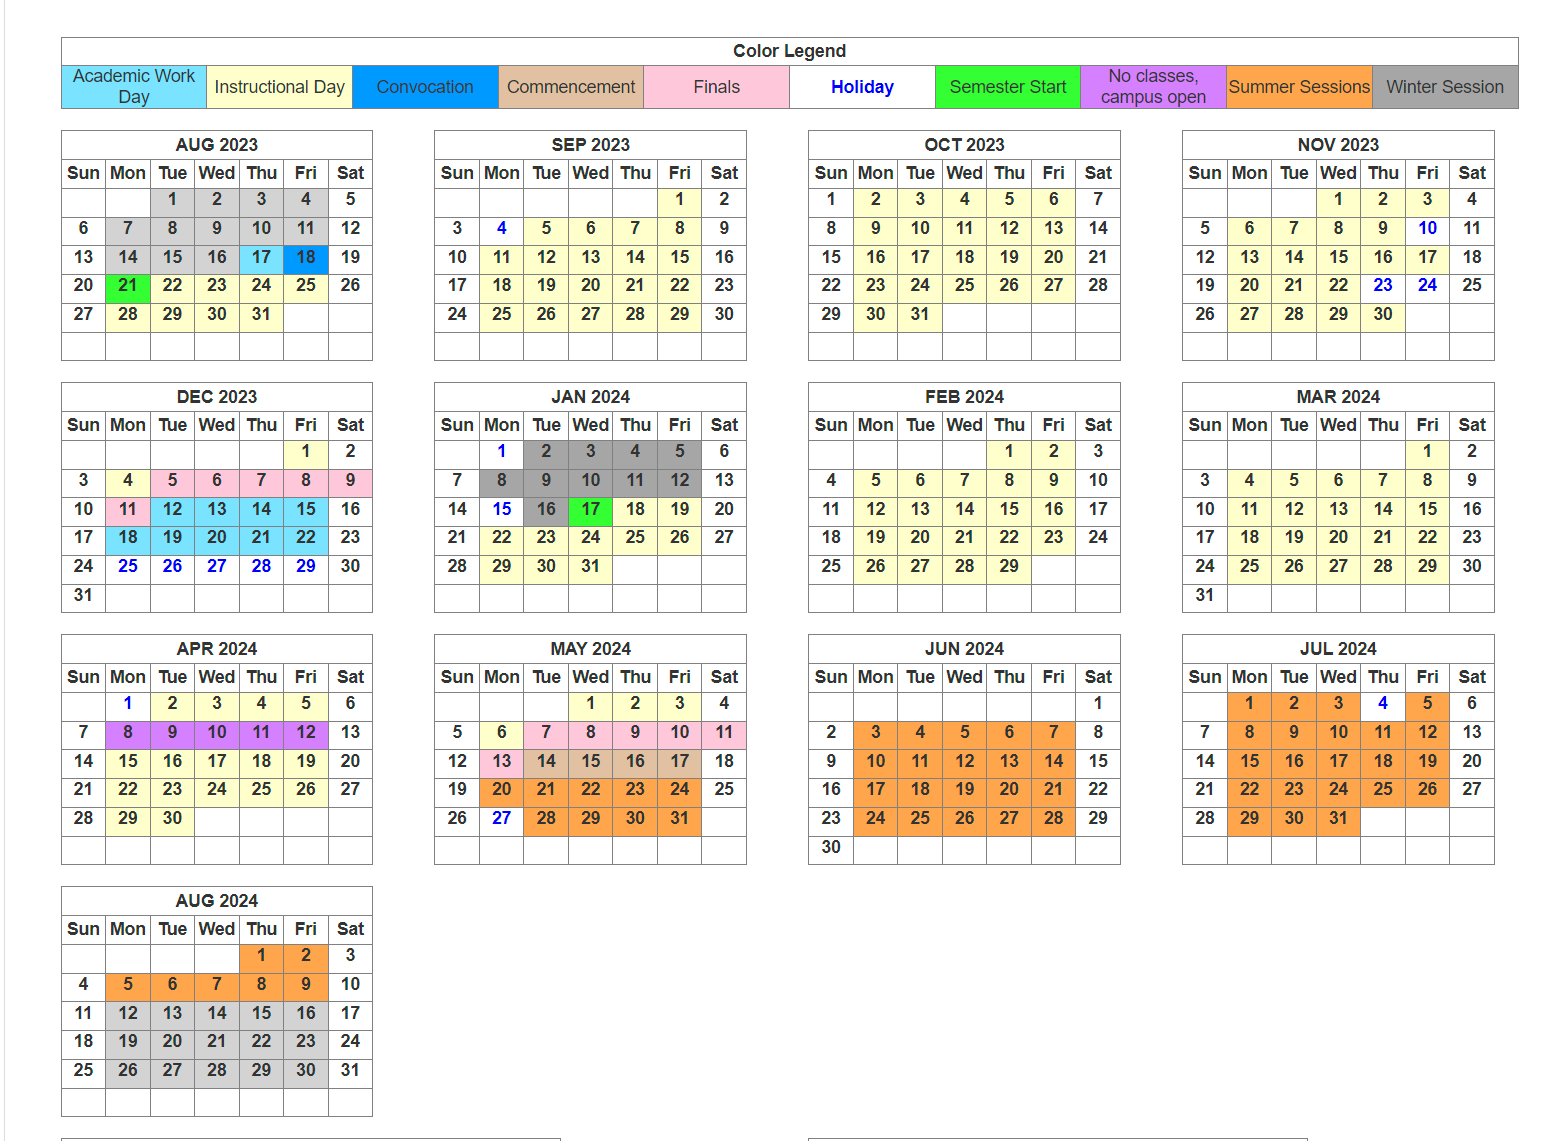 Color Legend
Academic Work Day Instructional Day Convocation Commencement Finals Holiday Semester Start No classes, campus open Summer Sessions Winter Session
AUG 2023
Sun Mon Tue Wed Thu Fri Sat
1 2 3 4 5
6 7 8 9 10 11 12
13 14 15 16 17 18 19
20 21 22 23 24 25 26
27 28 29 30 31
SEP 2023
Sun Mon Tue Wed Thu Fri Sat
1 2
3 4 5 6 7 8 9
10 11 12 13 14 15 16
17 18 19 20 21 22 23
24 25 26 27 28 29 30
OCT 2023
Sun Mon Tue Wed Thu Fri Sat
1 2 3 4 5 6 7
8 9 10 11 12 13 14
15 16 17 18 19 20 21
22 23 24 25 26 27 28
29 30 31
NOV 2023
Sun Mon Tue Wed Thu Fri Sat
1 2 3 4
5 6 7 8 9 10 11
12 13 14 15 16 17 18
19 20 21 22 23 24 25
26 27 28 29 30
DEC 2023
Sun Mon Tue Wed Thu Fri Sat
1 2
3 4 5 6 7 8 9
10 11 12 13 14 15 16
17 18 19 20 21 22 23
24 25 26 27 28 29 30
31
JAN 2024
Sun Mon Tue Wed Thu Fri Sat
1 2 3 4 5 6
7 8 9 10 11 12 13
14 15 16 17 18 19 20
21 22 23 24 25 26 27
28 29 30 31
FEB 2024
Sun Mon Tue Wed Thu Fri Sat
1 2 3
4 5 6 7 8 9 10
11 12 13 14 15 16 17
18 19 20 21 22 23 24
25 26 27 28 29
MAR 2024
Sun Mon Tue Wed Thu Fri Sat
1 2
3 4 5 6 7 8 9
10 11 12 13 14 15 16
17 18 19 20 21 22 23
24 25 26 27 28 29 30
31
APR 2024
Sun Mon Tue Wed Thu Fri Sat
1 2 3 4 5 6
7 8 9 10 11 12 13
14 15 16 17 18 19 20
21 22 23 24 25 26 27
28 29 30
MAY 2024
Sun Mon Tue Wed Thu Fri Sat
1 2 3 4
5 6 7 8 9 10 11
12 13 14 15 16 17 18
19 20 21 22 23 24 25
26 27 28 29 30 31
JUN 2024
Sun Mon Tue Wed Thu Fri Sat
1
2 3 4 5 6 7 8
9 10 11 12 13 14 15
16 17 18 19 20 21 22
23 24 25 26 27 28 29
30
JUL 2024
Sun Mon Tue Wed Thu Fri Sat
1 2 3 4 5 6
7 8 9 10 11 12 13
14 15 16 17 18 19 20
21 22 23 24 25 26 27
28 29 30 31
AUG 2024
Sun Mon Tue Wed Thu Fri Sat
1 2 3
4 5 6 7 8 9 10
11 12 13 14 15 16 17
18 19 20 21 22 23 24
25 26 27 28 29 30 31